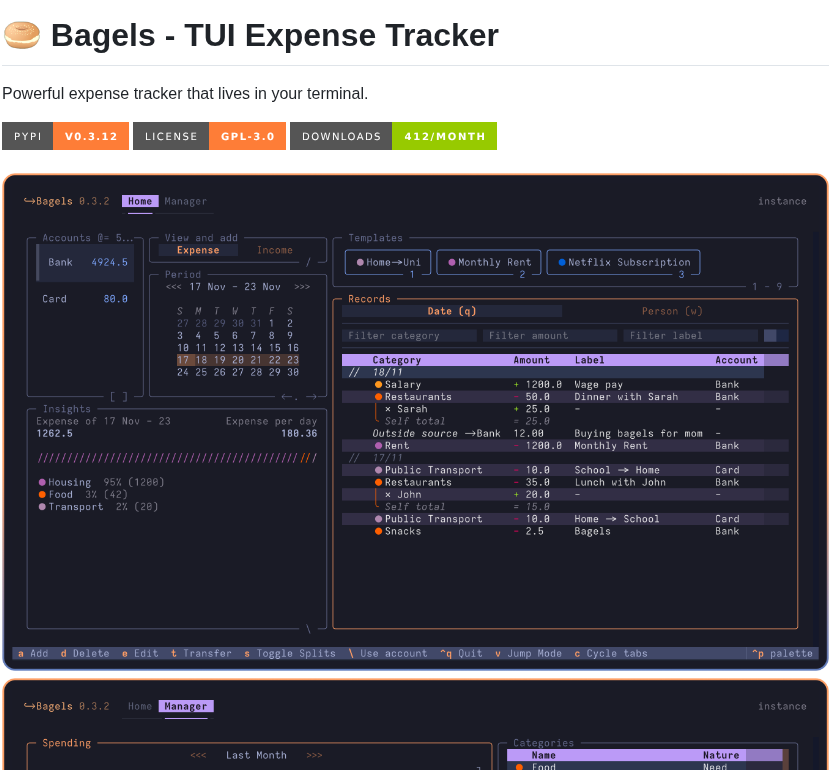 Bagels - TUI Expense Tracker
Powerful expense tracker that lives in your terminal.
PYPI V0.3.12 LICENSE GPL-3.0 DOWNLOADS 412/MONTH
↪Bagels 0.3.2 Home Manager instance
Accounts @= 5...
Bank 4924.5
Card 80.0
[ ]
View and add
Expense Income
/
Period
<<< 17 Nov - 23 Nov >>>
S M T W T F S
27 28 29 30 31 1 2
3 4 5 6 7 8 9
10 11 12 13 14 15 16
17 18 19 20 21 22 23
24 25 26 27 28 29 30
<-. ->
Insights
Expense of 17 Nov - 23 Expense per day
1262.5 180.36
Housing 95% (1200)
Food 3% (42)
Transport 2% (20)
\
Templates
Home→Uni Monthly Rent Netflix Subscription
1 2 3
1 - 9
Records
Date (q) Person (w)
Filter category Filter amount Filter label
Category Amount Label Account
// 18/11
Salary + 1200.0 Wage pay Bank
Restaurants - 50.0 Dinner with Sarah Bank
× Sarah + 25.0 - -
Self total = 25.0
Outside source →Bank 12.00 Buying bagels for mom -
Rent - 1200.0 Monthly Rent Bank
// 17/11
Public Transport - 10.0 School → Home Card
Restaurants - 35.0 Lunch with John Bank
× John + 20.0 - -
Self total = 15.0
Public Transport - 10.0 Home → School Card
Snacks - 2.5 Bagels Bank
a Add d Delete e Edit t Transfer s Toggle Splits \ Use account ^q Quit v Jump Mode c Cycle tabs ^p palette
↪Bagels 0.3.2 Home Manager instance
Spending
<<< Last Month >>>
Categories
Name Nature
Food Need